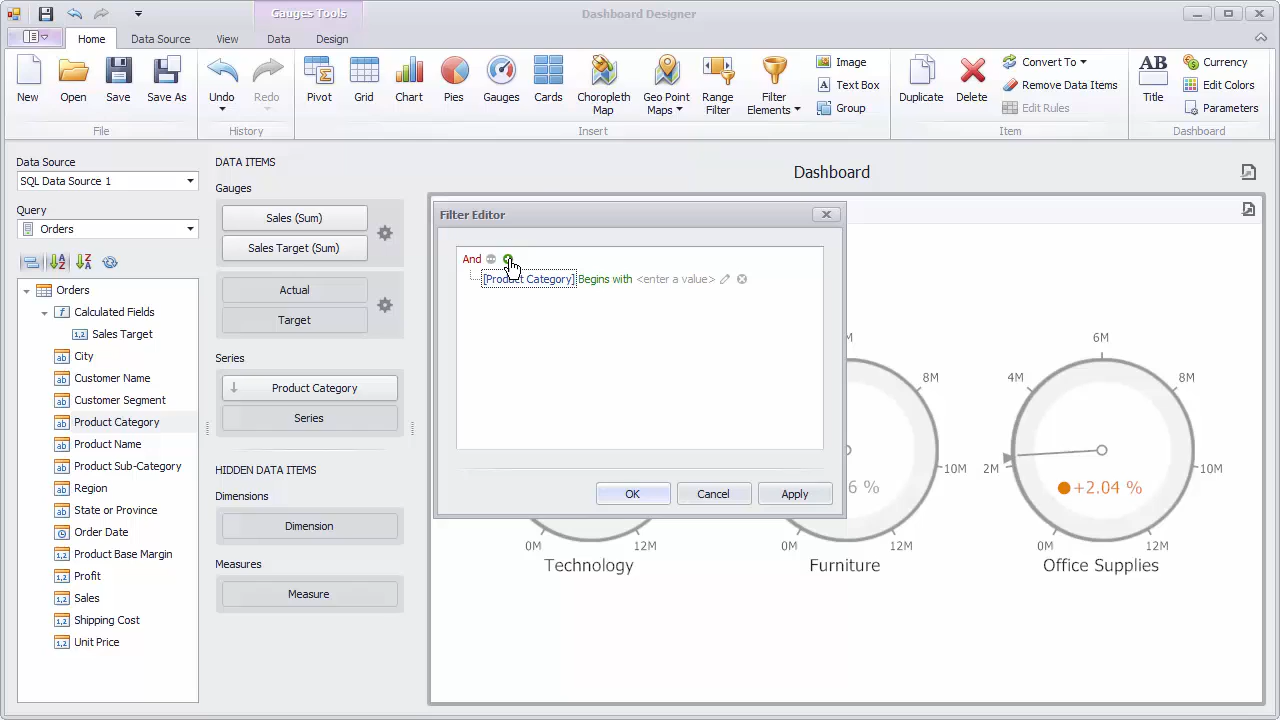 Gauges Tools
Dashboard Designer
Home
Data Source
View
Data
Design
New
Open
Save
Save As
File
Undo
Redo
History
Pivot
Grid
Chart
Pies
Gauges
Cards
Choropleth
Map
Geo Point
Maps
Range
Filter
Filter
Elements
Image
Text Box
Group
Insert
Duplicate
Delete
Convert To
Remove Data Items
Edit Rules
Item
AB
Title
Currency
Edit Colors
Parameters
Dashboard
Data Source
SQL Data Source 1
Query
Orders
Orders
Calculated Fields
Sales Target
City
Customer Name
Customer Segment
Product Category
Product Name
Product Sub-Category
Region
State or Province
Order Date
Product Base Margin
Profit
Sales
Shipping Cost
Unit Price
DATA ITEMS
Gauges
Sales (Sum)
Sales Target (Sum)
Actual
Target
Series
Product Category
Series
HIDDEN DATA ITEMS
Dimensions
Dimension
Measures
Measure
Dashboard
Filter Editor
And
[Product Category] Begins with <enter a value>
OK
Cancel
Apply
0M
12M
Technology
M
8M
10M
6 %
0M
12M
Furniture
6M
4M
8M
2M
10M
+2.04 %
0M
12M
Office Supplies